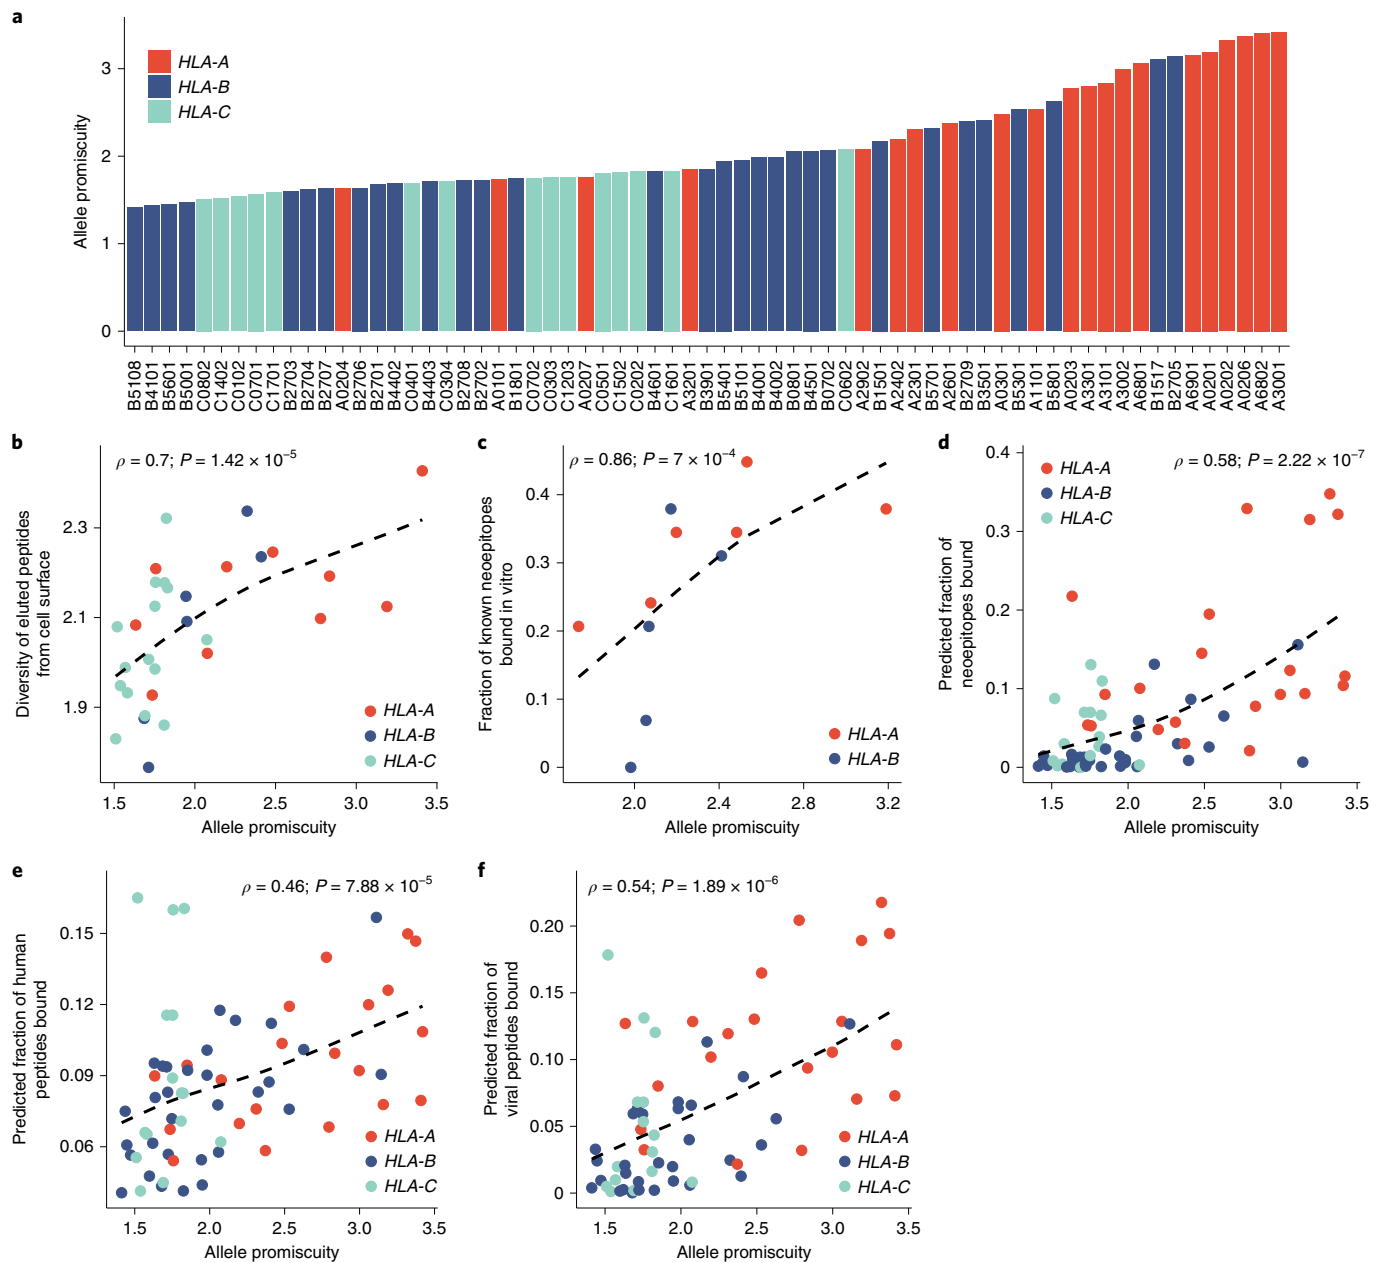 a
HLA-A
HLA-B
HLA-C
Allele promiscuity
3
2
1
0
B5108 B4101 B5601 B5001 C0802 C1402 C0102 C0701 C1701 B2703 B2704 B2707 A0204 B2706 B2701 B4402 C0401 B4403 C0304 B2708 B2702 A0101 B1801 C0702 C0303 C1203 A0207 C0501 C1502 C0202 B4601 C1601 A3201 B3901 B5401 B5101 B4001 B4002 B0801 B4501 B0702 C0602 A2902 B1501 A2402 A2301 B5701 A2601 B2709 B3501 A0301 B5301 A1101 B5801 A0203 A3301 A3101 A3002 A6801 B1517 B2705 A6901 A0201 A0202 A0206 A6802 A3001
b
ρ = 0.7; P = 1.42 × 10⁻⁵
Diversity of eluted peptides
from cell surface
2.3
2.1
1.9
HLA-A
HLA-B
HLA-C
1.5 2.0 2.5 3.0 3.5
Allele promiscuity
c
ρ = 0.86; P = 7 × 10⁻⁴
Fraction of known neoepitopes
bound in vitro
0.4
0.3
0.2
0.1
0
HLA-A
HLA-B
2.0 2.4 2.8 3.2
Allele promiscuity
d
HLA-A
HLA-B
HLA-C
ρ = 0.58; P = 2.22 × 10⁻⁷
Predicted fraction of
neoepitopes bound
0.4
0.3
0.2
0.1
0
1.5 2.0 2.5 3.0 3.5
Allele promiscuity
e
ρ = 0.46; P = 7.88 × 10⁻⁵
Predicted fraction of human
peptides bound
0.15
0.12
0.09
0.06
HLA-A
HLA-B
HLA-C
1.5 2.0 2.5 3.0 3.5
Allele promiscuity
f
ρ = 0.54; P = 1.89 × 10⁻⁶
Predicted fraction of
viral peptides bound
0.20
0.15
0.10
0.05
0
HLA-A
HLA-B
HLA-C
1.5 2.0 2.5 3.0 3.5
Allele promiscuity